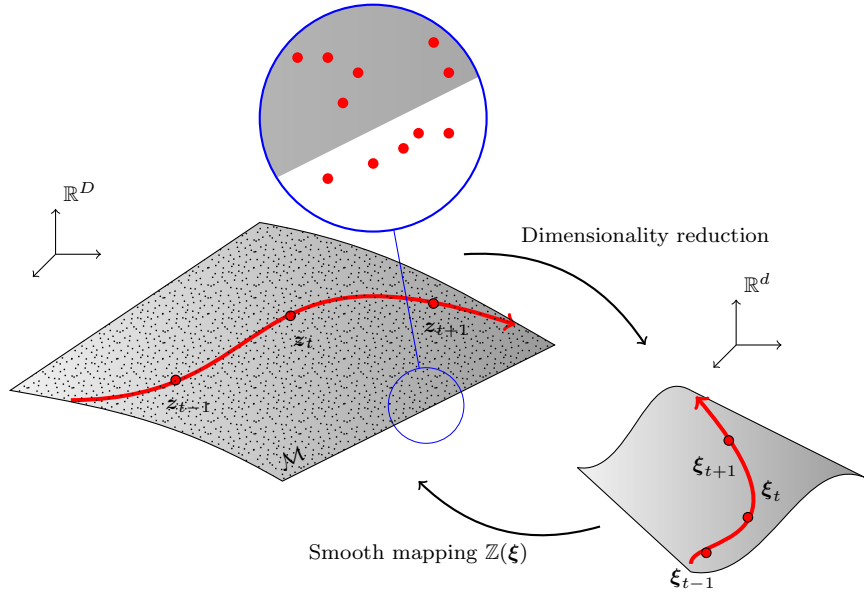 ℝ^D
Dimensionality reduction
ℝ^d
z_{t+1}
z_t
z_{t−1}
ℳ
ξ_{t+1}
ξ_t
Smooth mapping ℤ(ξ)
ξ_{t−1}